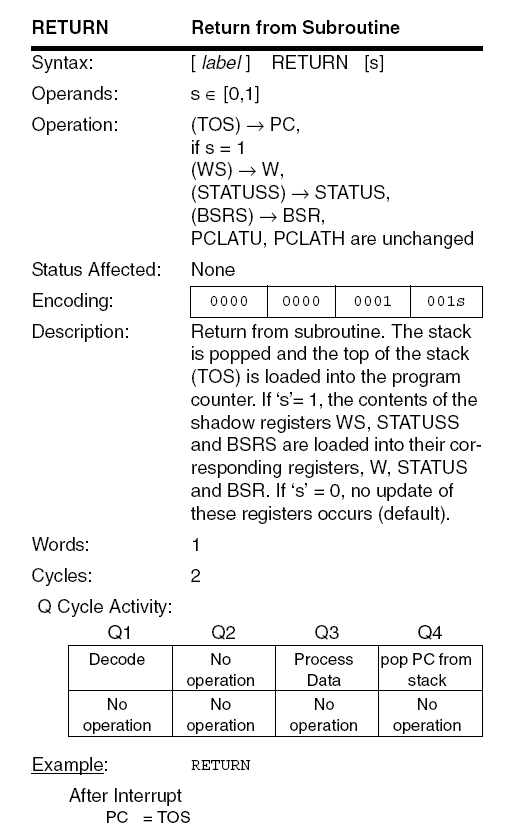 RETURN Return from Subroutine
Syntax: [ label ] RETURN [s]
Operands: s ∈ [0,1]
Operation: (TOS) → PC,
if s = 1
(WS) → W,
(STATUSS) → STATUS,
(BSRS) → BSR,
PCLATU, PCLATH are unchanged
Status Affected: None
Encoding: 0000 0000 0001 001s
Description: Return from subroutine. The stack
is popped and the top of the stack
(TOS) is loaded into the program
counter. If ‘s’= 1, the contents of the
shadow registers WS, STATUSS
and BSRS are loaded into their cor-
responding registers, W, STATUS
and BSR. If ‘s’ = 0, no update of
these registers occurs (default).
Words: 1
Cycles: 2
Q Cycle Activity:
Q1 Q2 Q3 Q4
Decode No Process pop PC from
operation Data stack
No No No No
operation operation operation operation
Example: RETURN
After Interrupt
PC = TOS